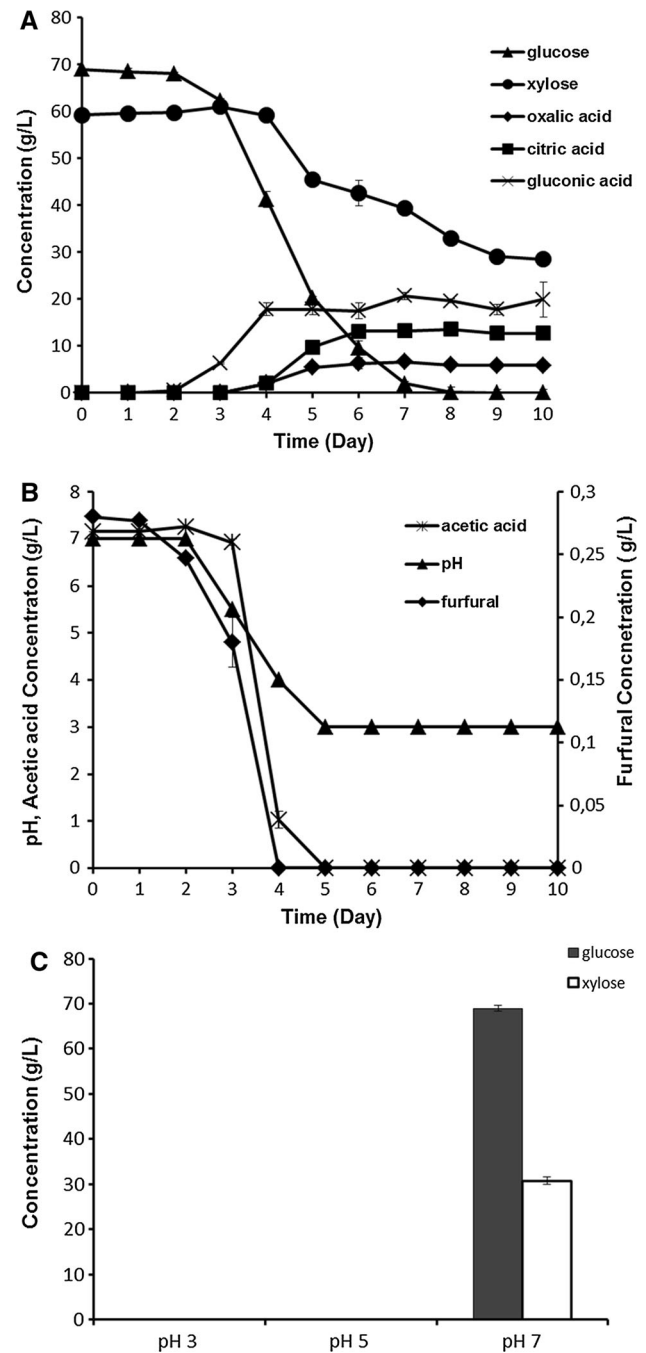 A
80
70
60
50
40
30
20
10
0
Concentration (g/L)
glucose
xylose
oxalic acid
citric acid
gluconic acid
0 1 2 3 4 5 6 7 8 9 10
Time (Day)
B
8
7
6
5
4
3
2
1
0
pH, Acetic acid Concentraton (g/L)
acetic acid
pH
furfural
0,3
0,25
0,2
0,15
0,1
0,05
0
Furfural Concnetration ( g/L)
0 1 2 3 4 5 6 7 8 9 10
Time (Day)
C
80
70
60
50
40
30
20
10
0
Concentration (g/L)
glucose
xylose
pH 3 pH 5 pH 7